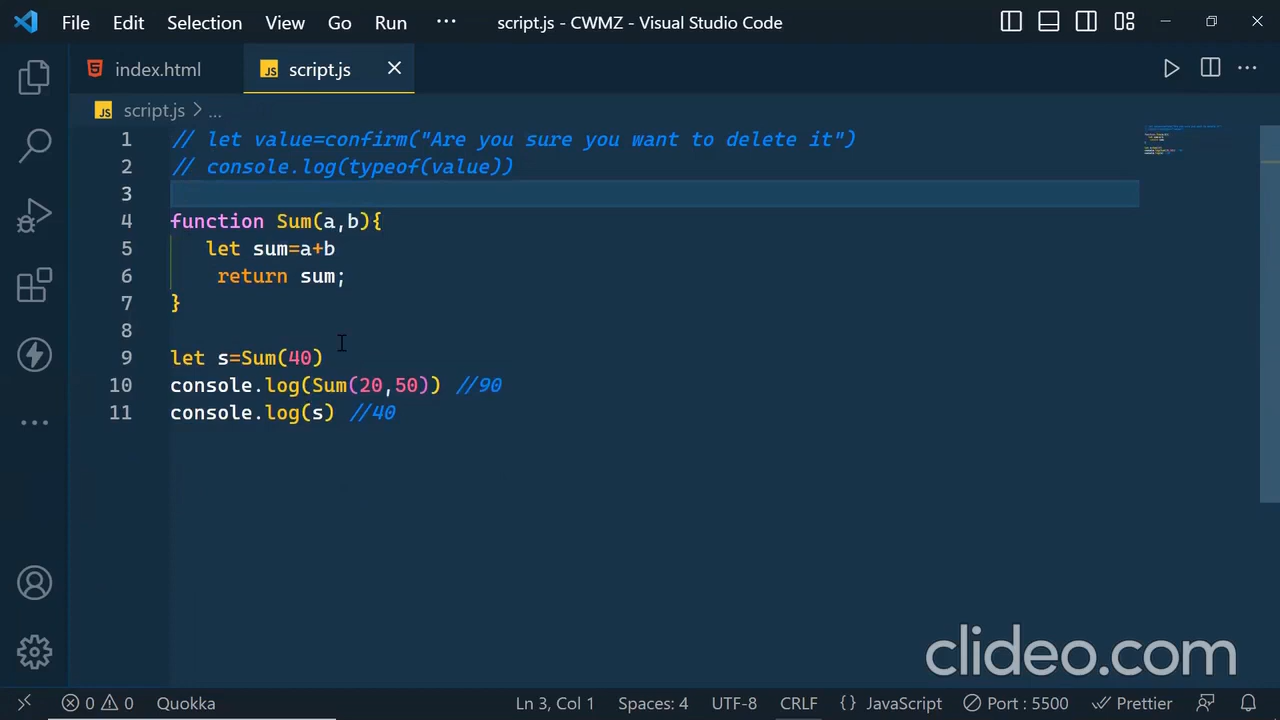 File Edit Selection View Go Run ··· script.js - CWMZ - Visual Studio Code
index.html JS script.js
JS script.js > ...
1 // let value=confirm("Are you sure you want to delete it")
2 // console.log(typeof(value))
3
4 function Sum(a,b){
5 let sum=a+b
6 return sum;
7 }
8
9 let s=Sum(40)
10 console.log(Sum(20,50)) //90
11 console.log(s) //40
clideo.com
0 0 Quokka Ln 3, Col 1 Spaces: 4 UTF-8 CRLF {} JavaScript Port : 5500 Prettier